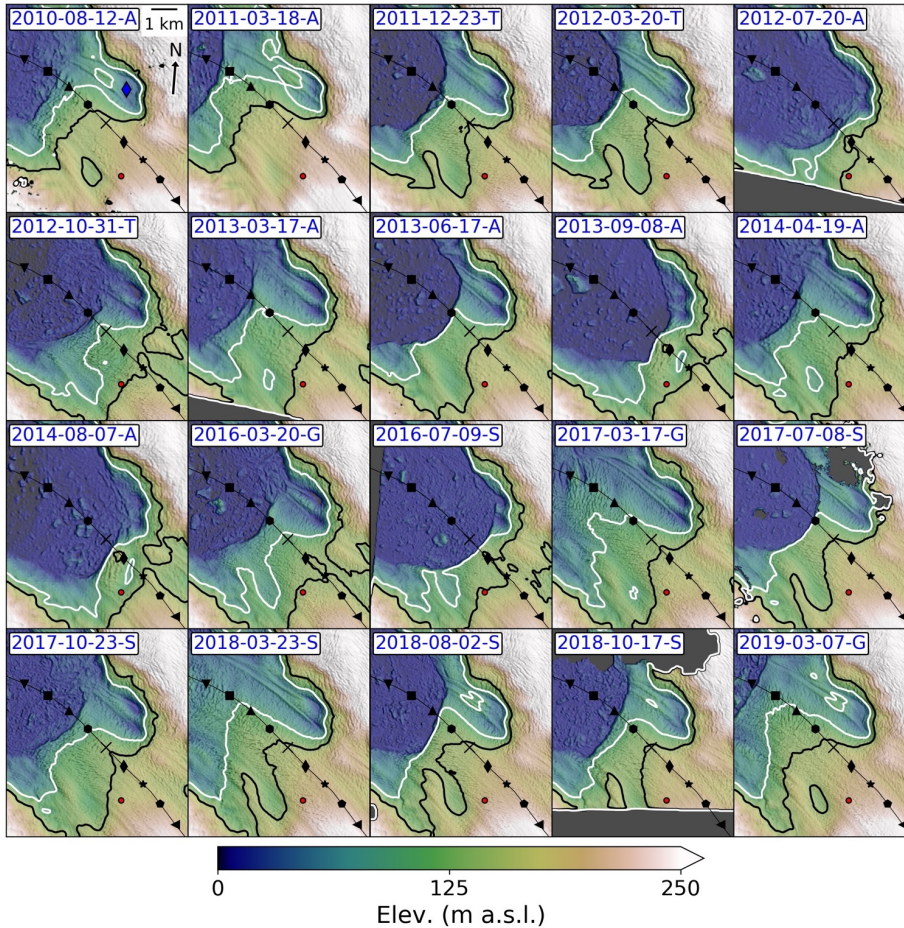 2010-08-12-A
1 km
N
2011-03-18-A
2011-12-23-T
2012-03-20-T
2012-07-20-A
2012-10-31-T
2013-03-17-A
2013-06-17-A
2013-09-08-A
2014-04-19-A
2014-08-07-A
2016-03-20-G
2016-07-09-S
2017-03-17-G
2017-07-08-S
2017-10-23-S
2018-03-23-S
2018-08-02-S
2018-10-17-S
2019-03-07-G
0
125
250
Elev. (m a.s.l.)